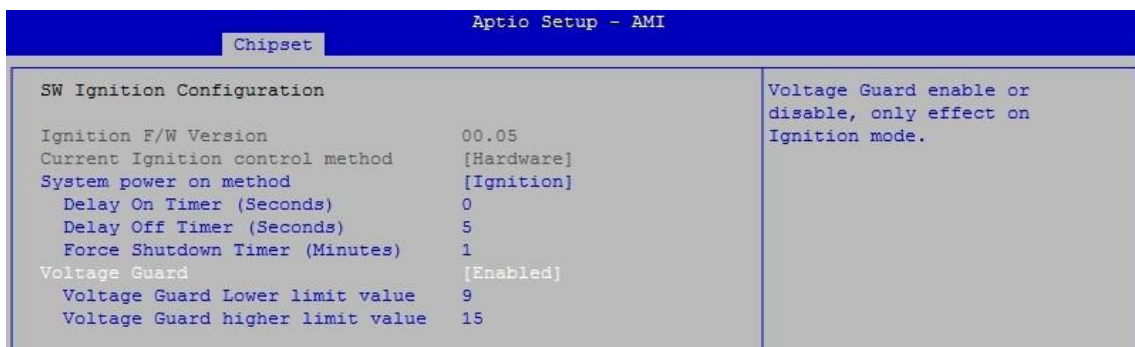 Aptio Setup - AMI
Chipset
SW Ignition Configuration
Ignition F/W Version 00.05
Current Ignition control method [Hardware]
System power on method [Ignition]
Delay On Timer (Seconds) 0
Delay Off Timer (Seconds) 5
Force Shutdown Timer (Minutes) 1
Voltage Guard [Enabled]
Voltage Guard Lower limit value 9
Voltage Guard higher limit value 15
Voltage Guard enable or
disable, only effect on
Ignition mode.